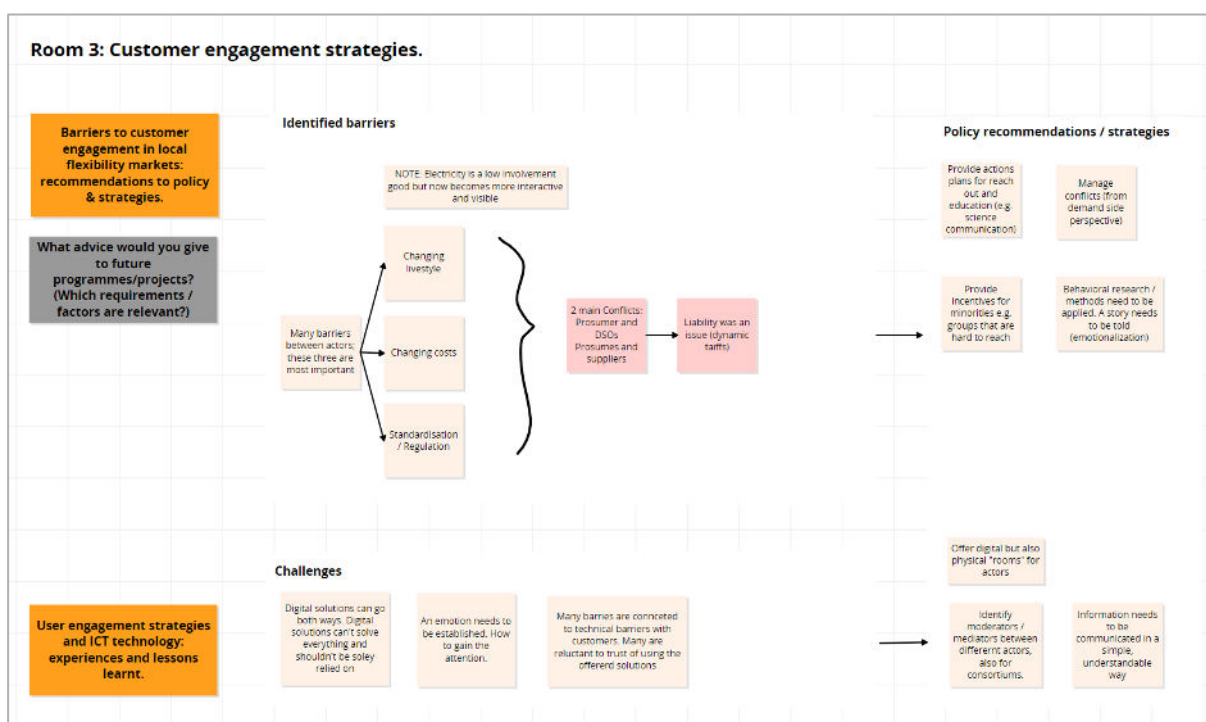 Room 3: Customer engagement strategies.
Barriers to customer
engagement in local
flexibility markets:
recommendations to policy
& strategies.
What advice would you give
to future
programmes/projects?
(Which requirements /
factors are relevant?)
Identified barriers
NOTE: Electricity is a low involvement
good but now becomes more interactive
and visible
Many barriers
between actors;
these three are
most important
Changing
livestyle
Changing costs
Standardisation
/ Regulation
2 main Conflicts:
Prosumer and
DSOs
Prosumes and
suppliers
Liability was an
issue (dynamic
taiffs)
Policy recommendations / strategies
Provide actions
plans for reach
out and
education (e.g.
science
communication)
Manage
conflicts (from
demand side
perspective)
Provide
incentives for
minorities e.g.
groups that are
hard to reach
Behavioral research /
methods need to be
applied. A story needs
to be told
(emotionalization)
User engagement strategies
and ICT technology:
experiences and lessons
learnt.
Challenges
Digital solutions can go
both ways. Digital
solutions can't solve
everything and
shouldn't be soley
relied on
An emotion needs to
be established. How
to gain the
attention.
Many barries are connceted
to technical barriers with
customers. Many are
reluctant to trust of using the
offererd solutions
Offer digital but also
physical "rooms" for
actors
Identify
moderators /
mediators between
differernt actors,
also for
consortiums.
Information needs
to be
communicated in a
simple,
understandable
way